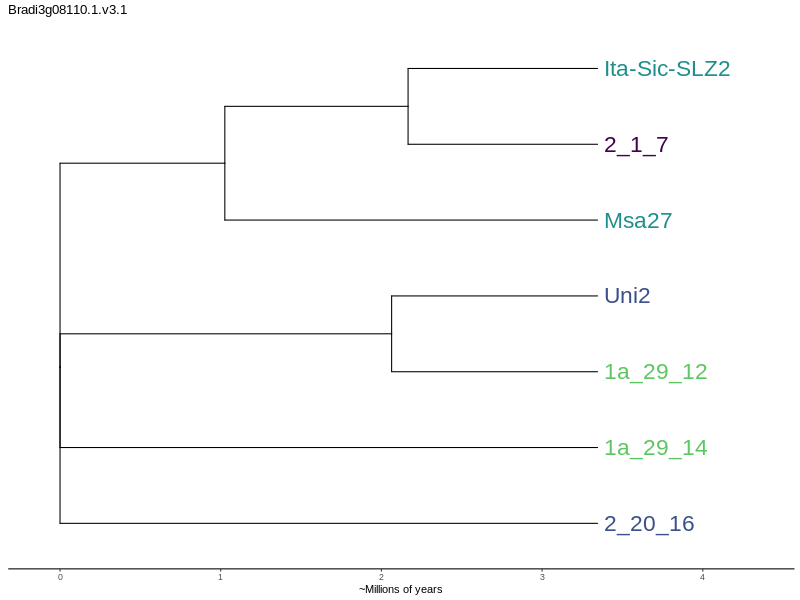 Bradi3g08110.1.v3.1
Ita-Sic-SLZ2
2_1_7
Msa27
Uni2
1a_29_12
1a_29_14
2_20_16
0 1 2 3 4
~Millions of years